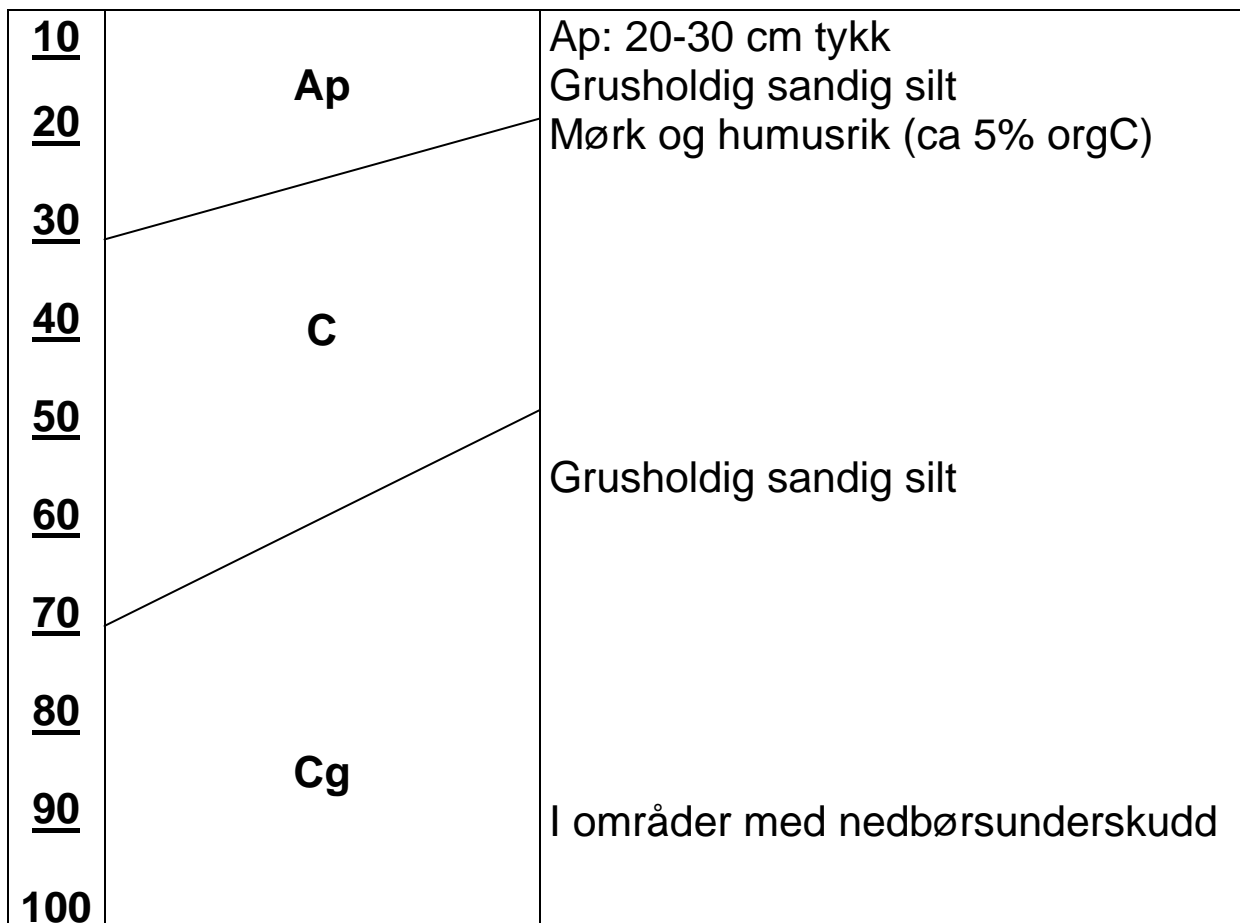 10
20
30
40
50
60
70
80
90
100
Ap
C
Cg
Ap: 20-30 cm tykk
Grusholdig sandig silt
Mørk og humusrik (ca 5% orgC)
Grusholdig sandig silt
I områder med nedbørsunderskudd